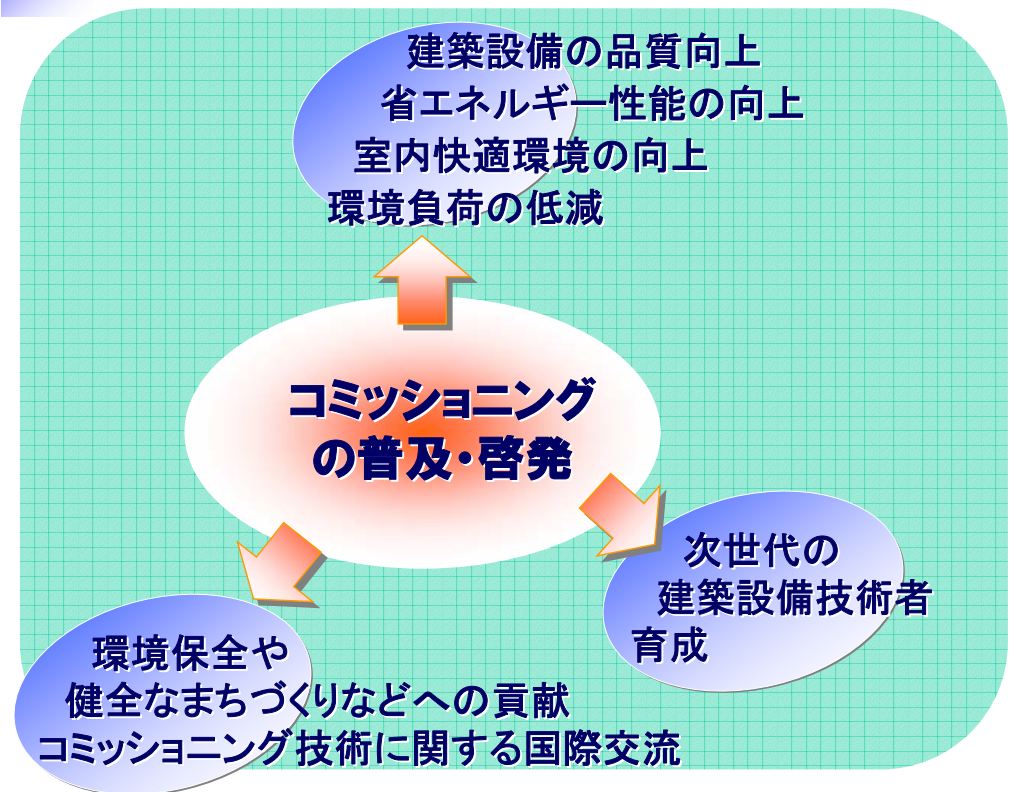 建築設備の品質向上
省エネルギー性能の向上
室内快適環境の向上
環境負荷の低減
コミッショニング
の普及・啓発
次世代の
建築設備技術者
育成
環境保全や
健全なまちづくりなどへの貢献
コミッショニング技術に関する国際交流